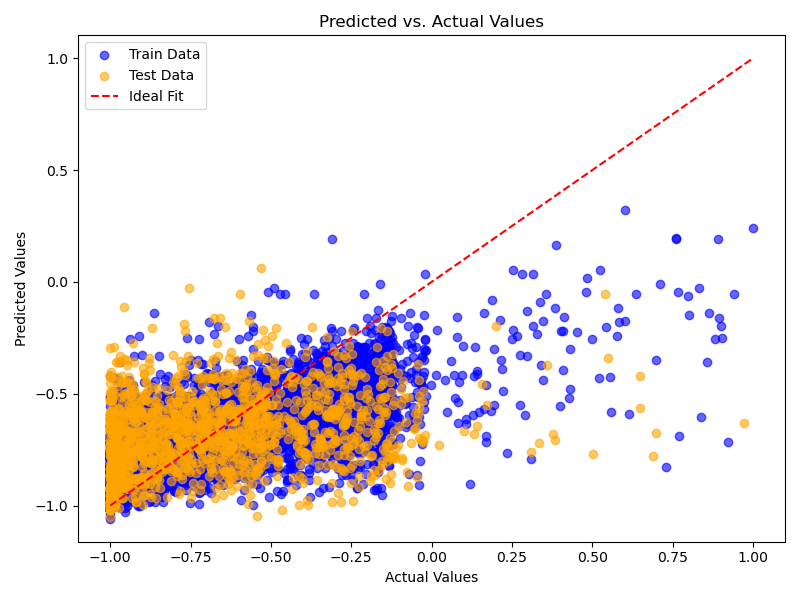 Predicted vs. Actual Values
Train Data
Test Data
Ideal Fit
1.0
0.5
0.0
−0.5
−1.0
Predicted Values
−1.00 −0.75 −0.50 −0.25 0.00 0.25 0.50 0.75 1.00
Actual Values